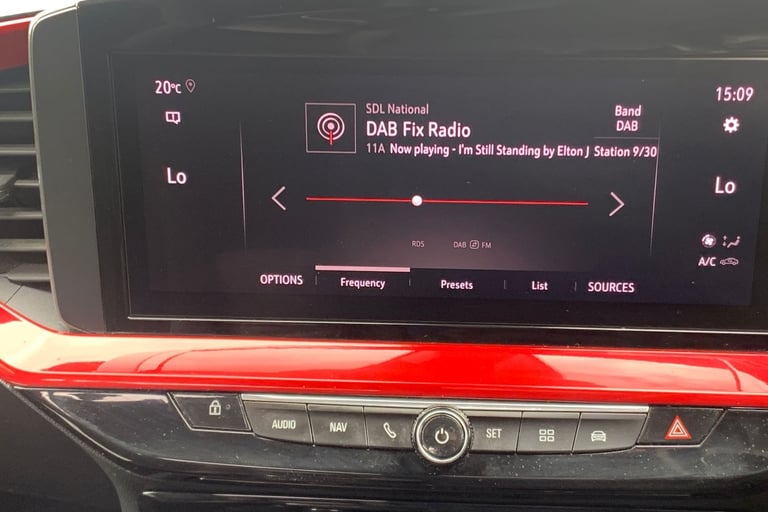 20°C
15:09
SDL National
DAB Fix Radio
11A Now playing - I'm Still Standing by Elton J Station 9/30
Band
DAB
Lo
Lo
RDS
DAB FM
A/C
OPTIONS
Frequency
Presets
List
SOURCES
AUDIO
NAV
SET